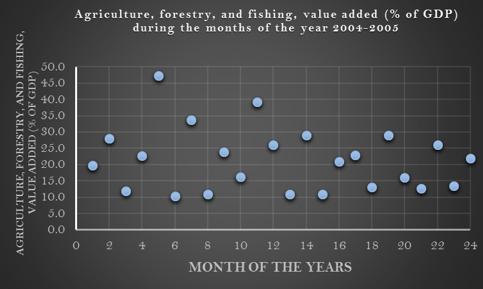 Agriculture, forestry, and fishing, value added (% of GDP)
during the months of the year 2004-2005
AGRICULTURE, FORESTRY, AND FISHING,
VALUE ADDED (% OF GDP)
50.0
45.0
40.0
35.0
30.0
25.0
20.0
15.0
10.0
5.0
0.0
0 2 4 6 8 10 12 14 16 18 20 22 24
MONTH OF THE YEARS